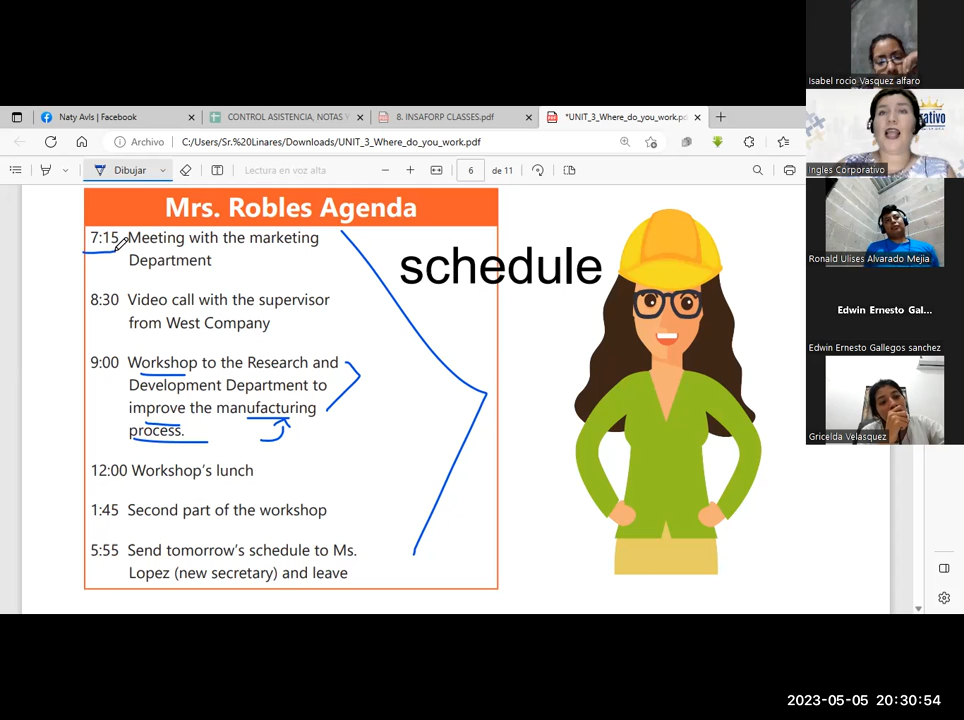 Isabel rocio Vasquez alfaro
Naty Avls | Facebook
CONTROL ASISTENCIA, NOTAS Y
8. INSAFORP CLASSES.pdf
*UNIT_3_Where_do_you_work.pd
Archivo
C:/Users/Sr.%20Linares/Downloads/UNIT_3_Where_do_you_work.pdf
Dibujar
Lectura en voz alta
6
de 11
Ingles Corporativo
Mrs. Robles Agenda
7:15 Meeting with the marketing
Department
schedule
8:30 Video call with the supervisor
from West Company
9:00 Workshop to the Research and
Development Department to
improve the manufacturing
process.
12:00 Workshop's lunch
1:45 Second part of the workshop
5:55 Send tomorrow's schedule to Ms.
Lopez (new secretary) and leave
Ronald Ulises Alvarado Mejia
Edwin Ernesto Gal...
Edwin Ernesto Gallegos sanchez
Gricelda Velasquez
2023-05-05 20:30:54